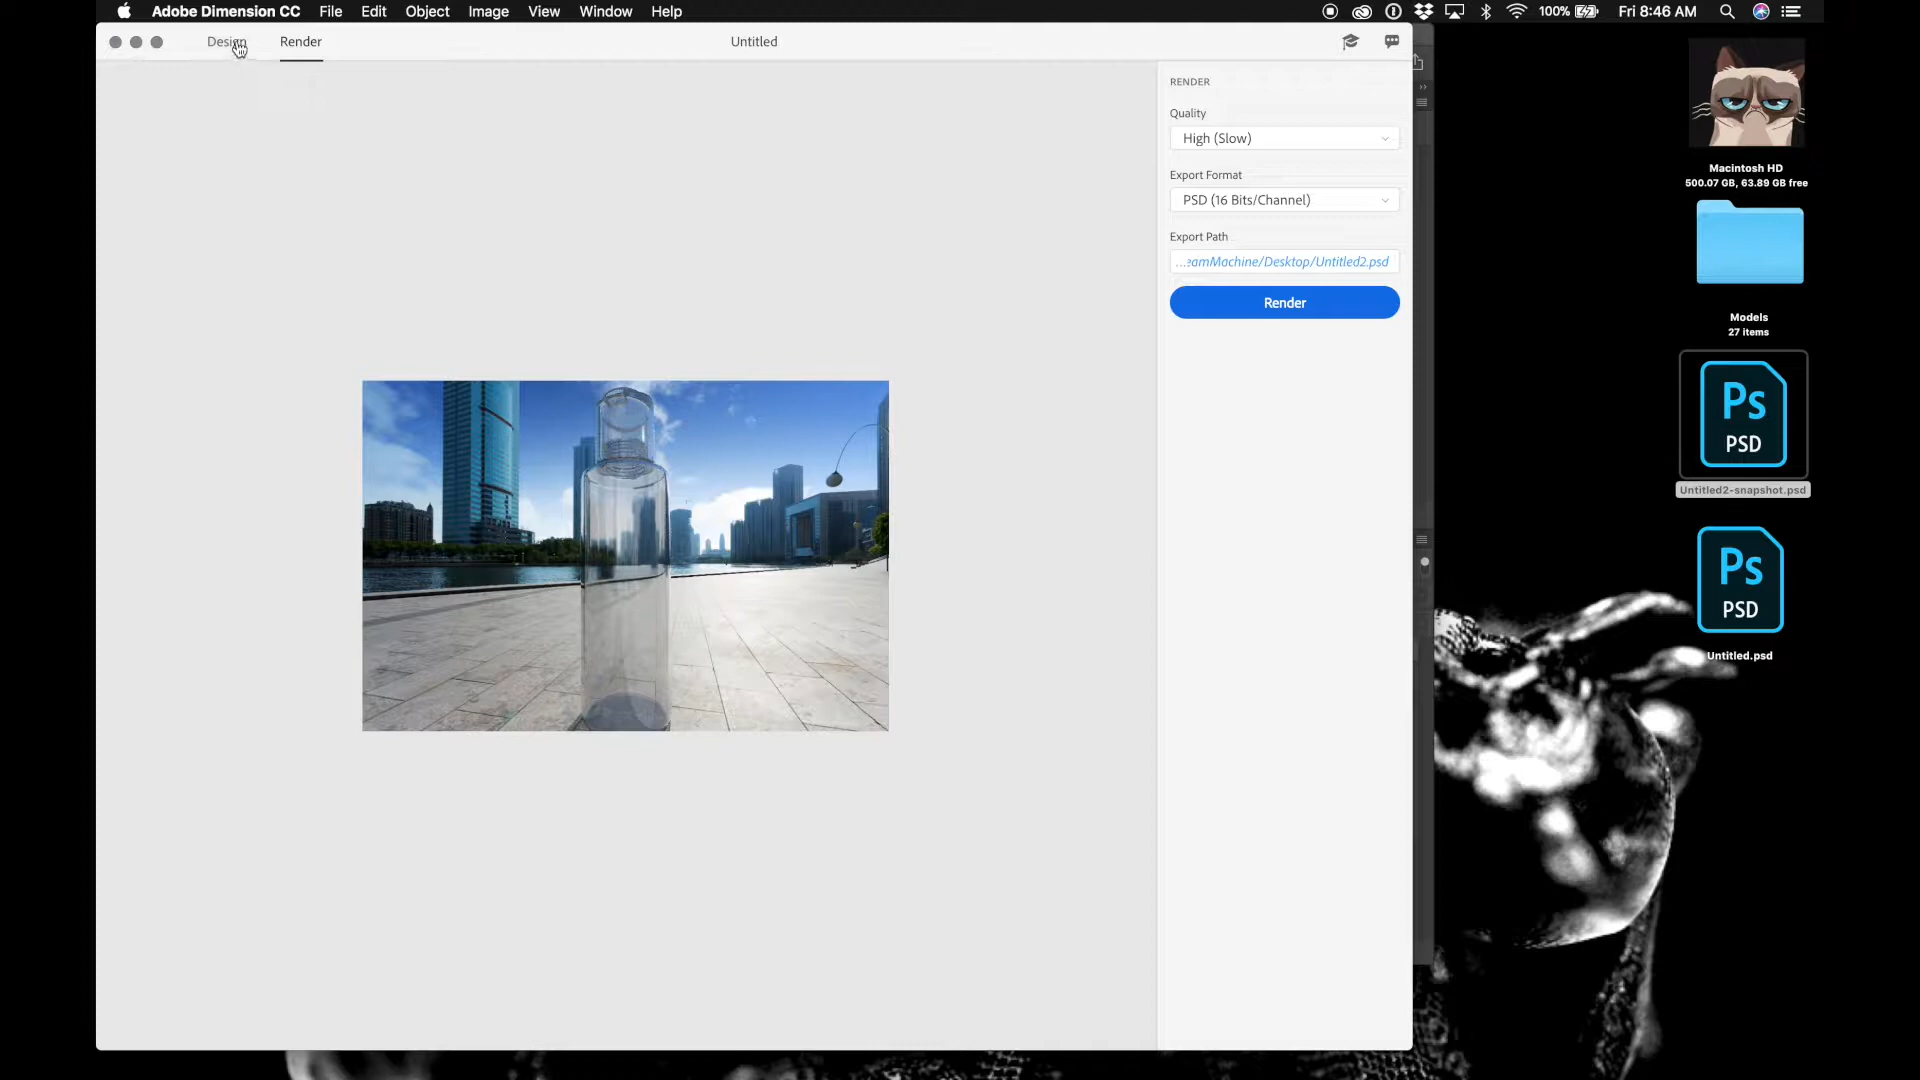 Adobe Dimension CC File Edit Object Image View Window Help 100% Fri 8:46 AM
Design Render Untitled
RENDER
Quality
High (Slow)
Export Format
PSD (16 Bits/Channel)
Export Path
...eamMachine/Desktop/Untitled2.psd
Render
Macintosh HD
500.07 GB, 63.89 GB free
Models
27 items
Ps
PSD
Untitled2-snapshot.psd
Ps
PSD
Untitled.psd